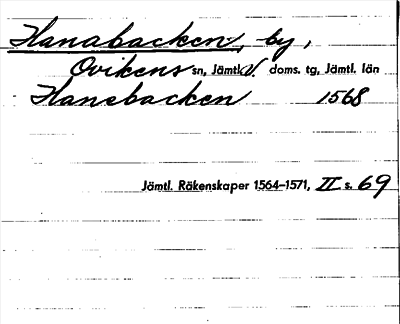 Hanabacken, by,
Ovikens sn, Jämtl. V. doms. tg, Jämtl. län
Hanebacken 1568
Jämtl. Räkenskaper 1564–1571, II s. 69